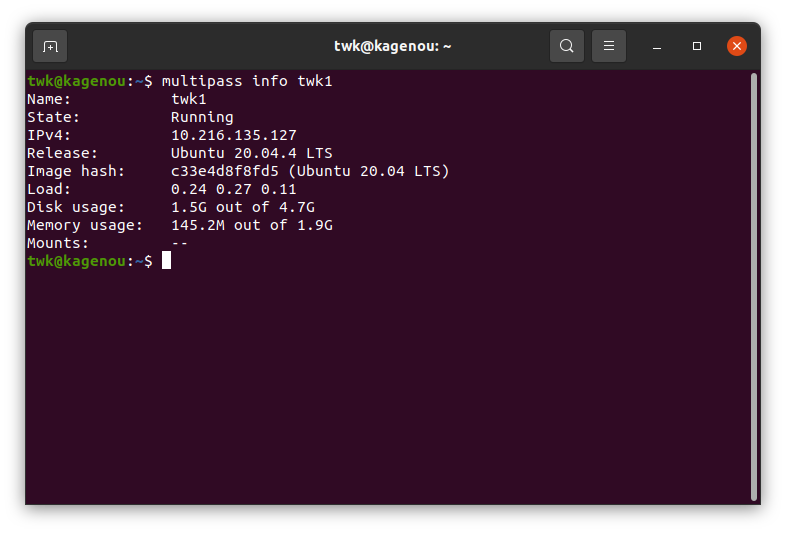 twk@kagenou: ~
twk@kagenou:~$ multipass info twk1
Name:           twk1
State:          Running
IPv4:           10.216.135.127
Release:        Ubuntu 20.04.4 LTS
Image hash:     c33e4d8f8fd5 (Ubuntu 20.04 LTS)
Load:           0.24 0.27 0.11
Disk usage:     1.5G out of 4.7G
Memory usage:   145.2M out of 1.9G
Mounts:         --
twk@kagenou:~$